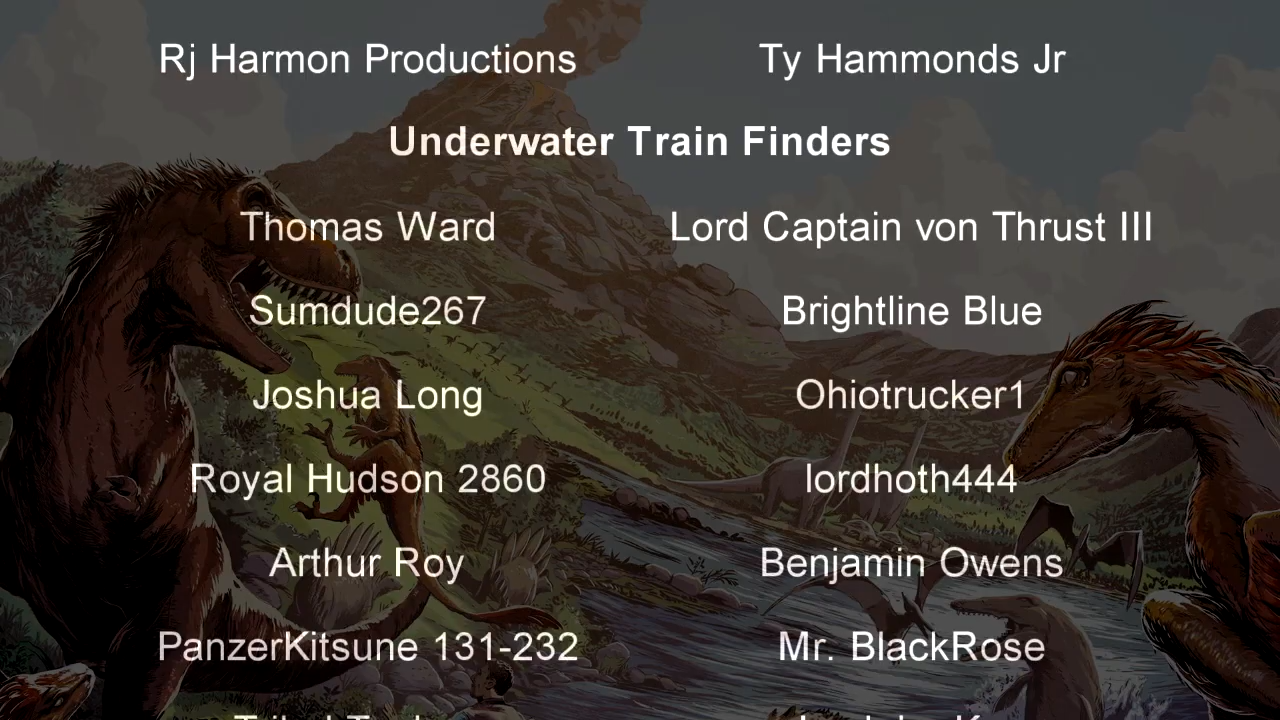 Rj Harmon Productions Ty Hammonds Jr
Underwater Train Finders
Thomas Ward Lord Captain von Thrust III
Sumdude267 Brightline Blue
Joshua Long Ohiotrucker1
Royal Hudson 2860 lordhoth444
Arthur Roy Benjamin Owens
PanzerKitsune 131-232 Mr. BlackRose